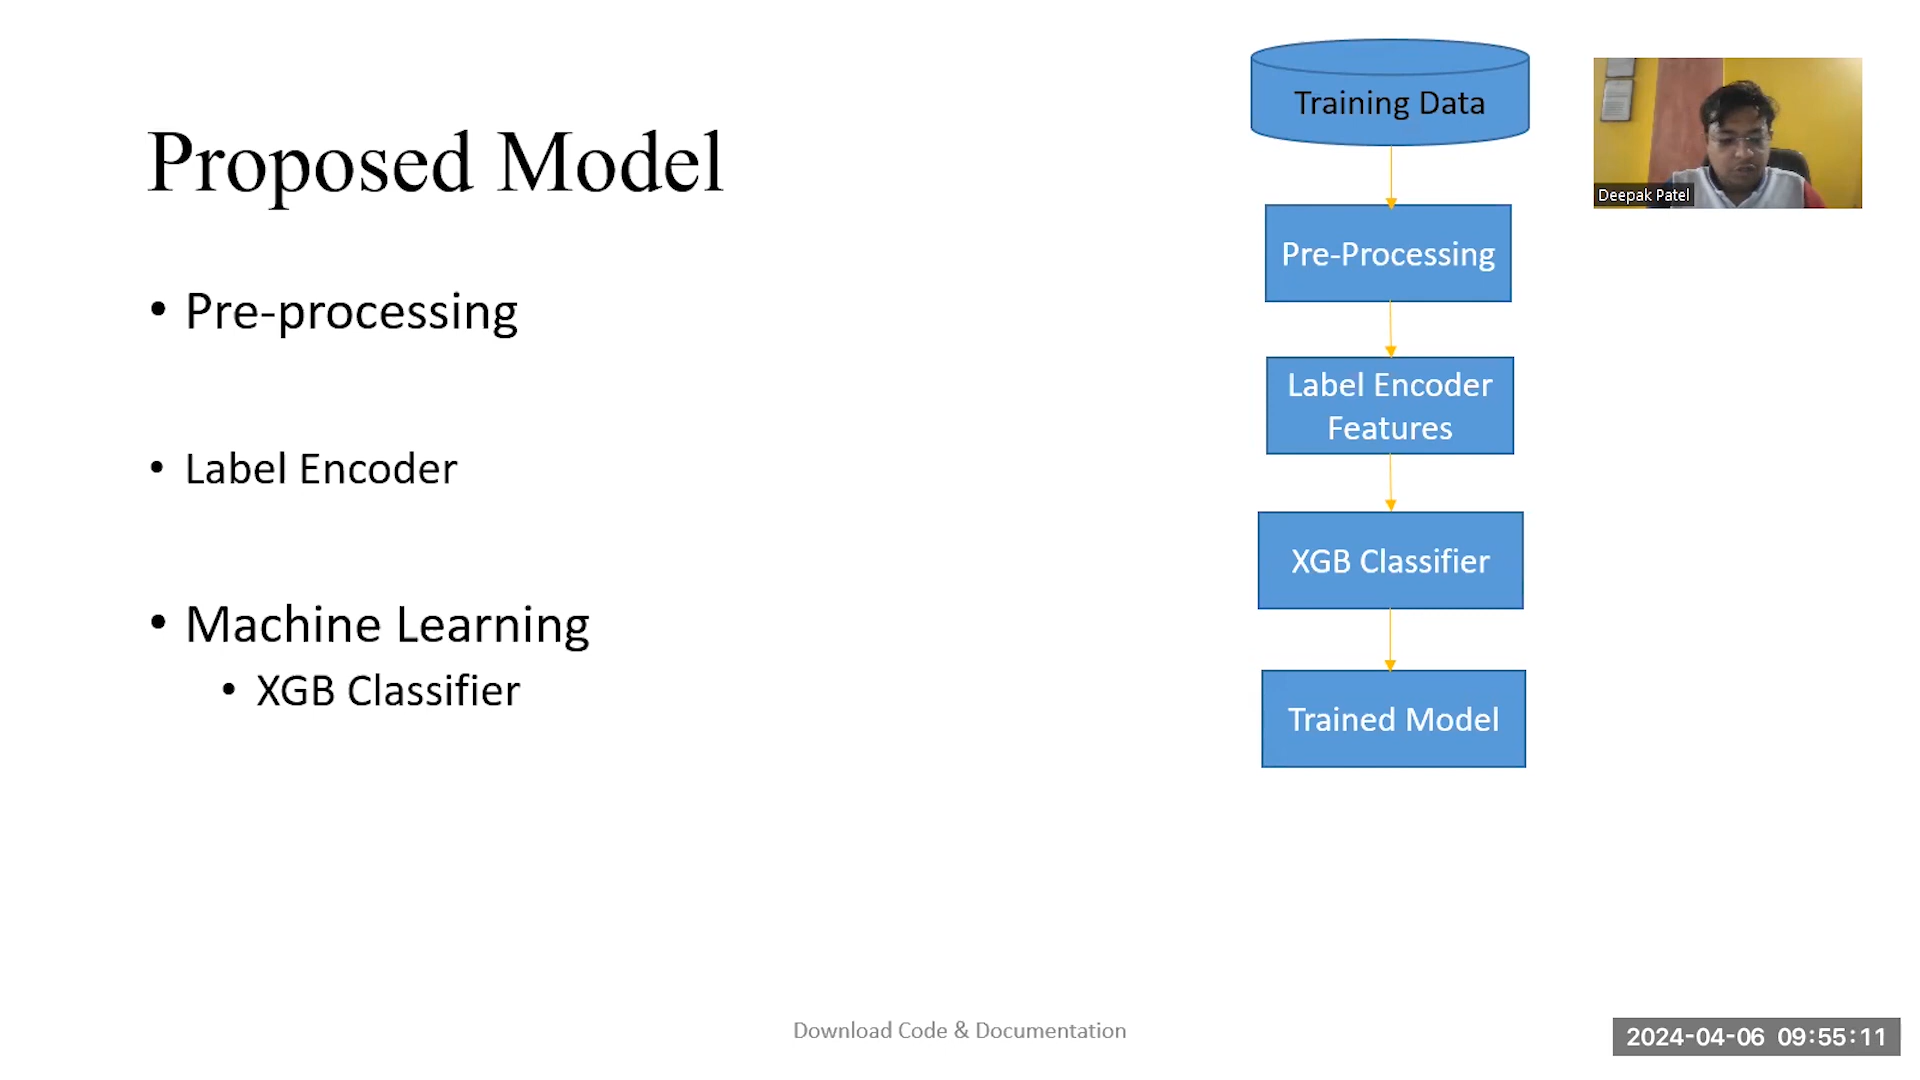 Proposed Model
• Pre-processing
• Label Encoder
• Machine Learning
• XGB Classifier
Training Data
Pre-Processing
Label Encoder
Features
XGB Classifier
Trained Model
Deepak Patel
Download Code & Documentation
2024-04-06 09:55:11